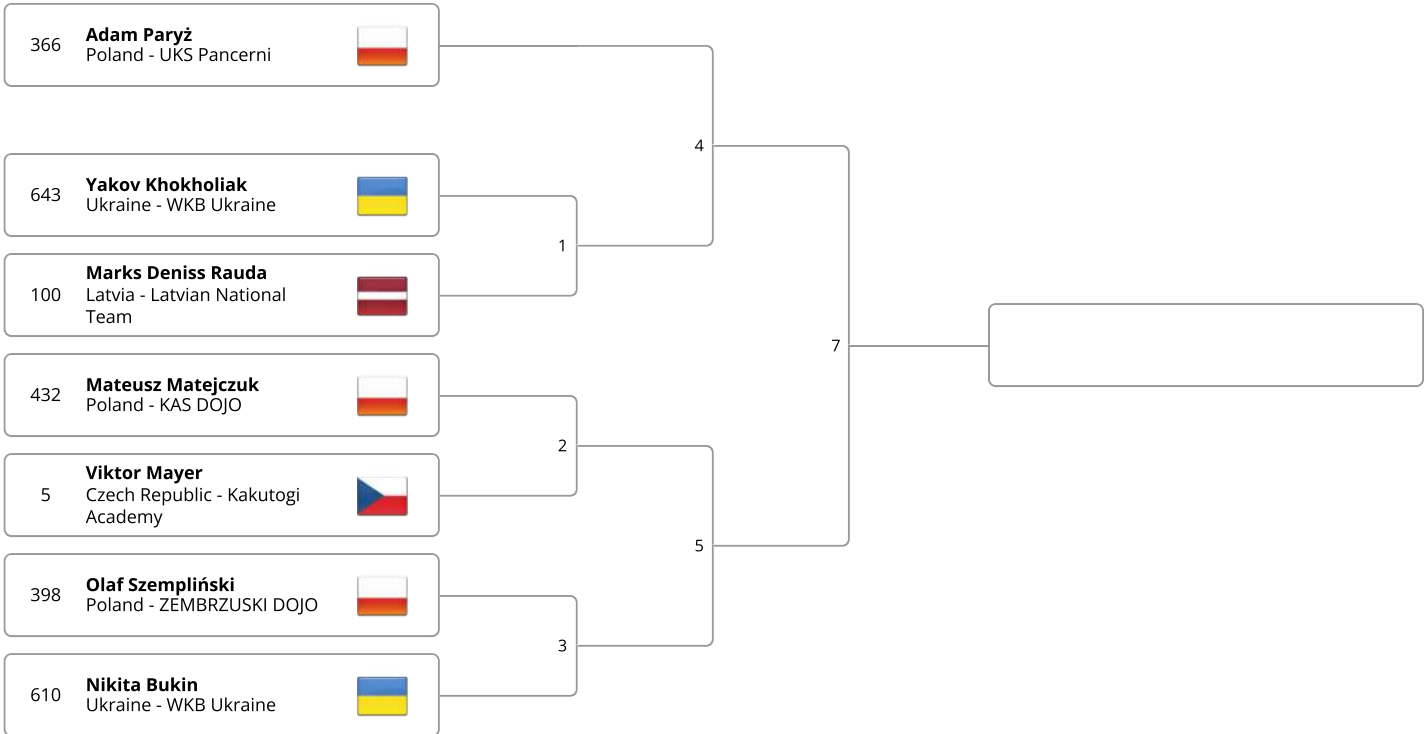 366
Adam Paryż
Poland - UKS Pancerni
4
643
Yakov Khokholiak
Ukraine - WKB Ukraine
1
100
Marks Deniss Rauda
Latvia - Latvian National
Team
7
432
Mateusz Matejczuk
Poland - KAS DOJO
2
5
Viktor Mayer
Czech Republic - Kakutogi
Academy
5
398
Olaf Szempliński
Poland - ZEMBRZUSKI DOJO
3
610
Nikita Bukin
Ukraine - WKB Ukraine